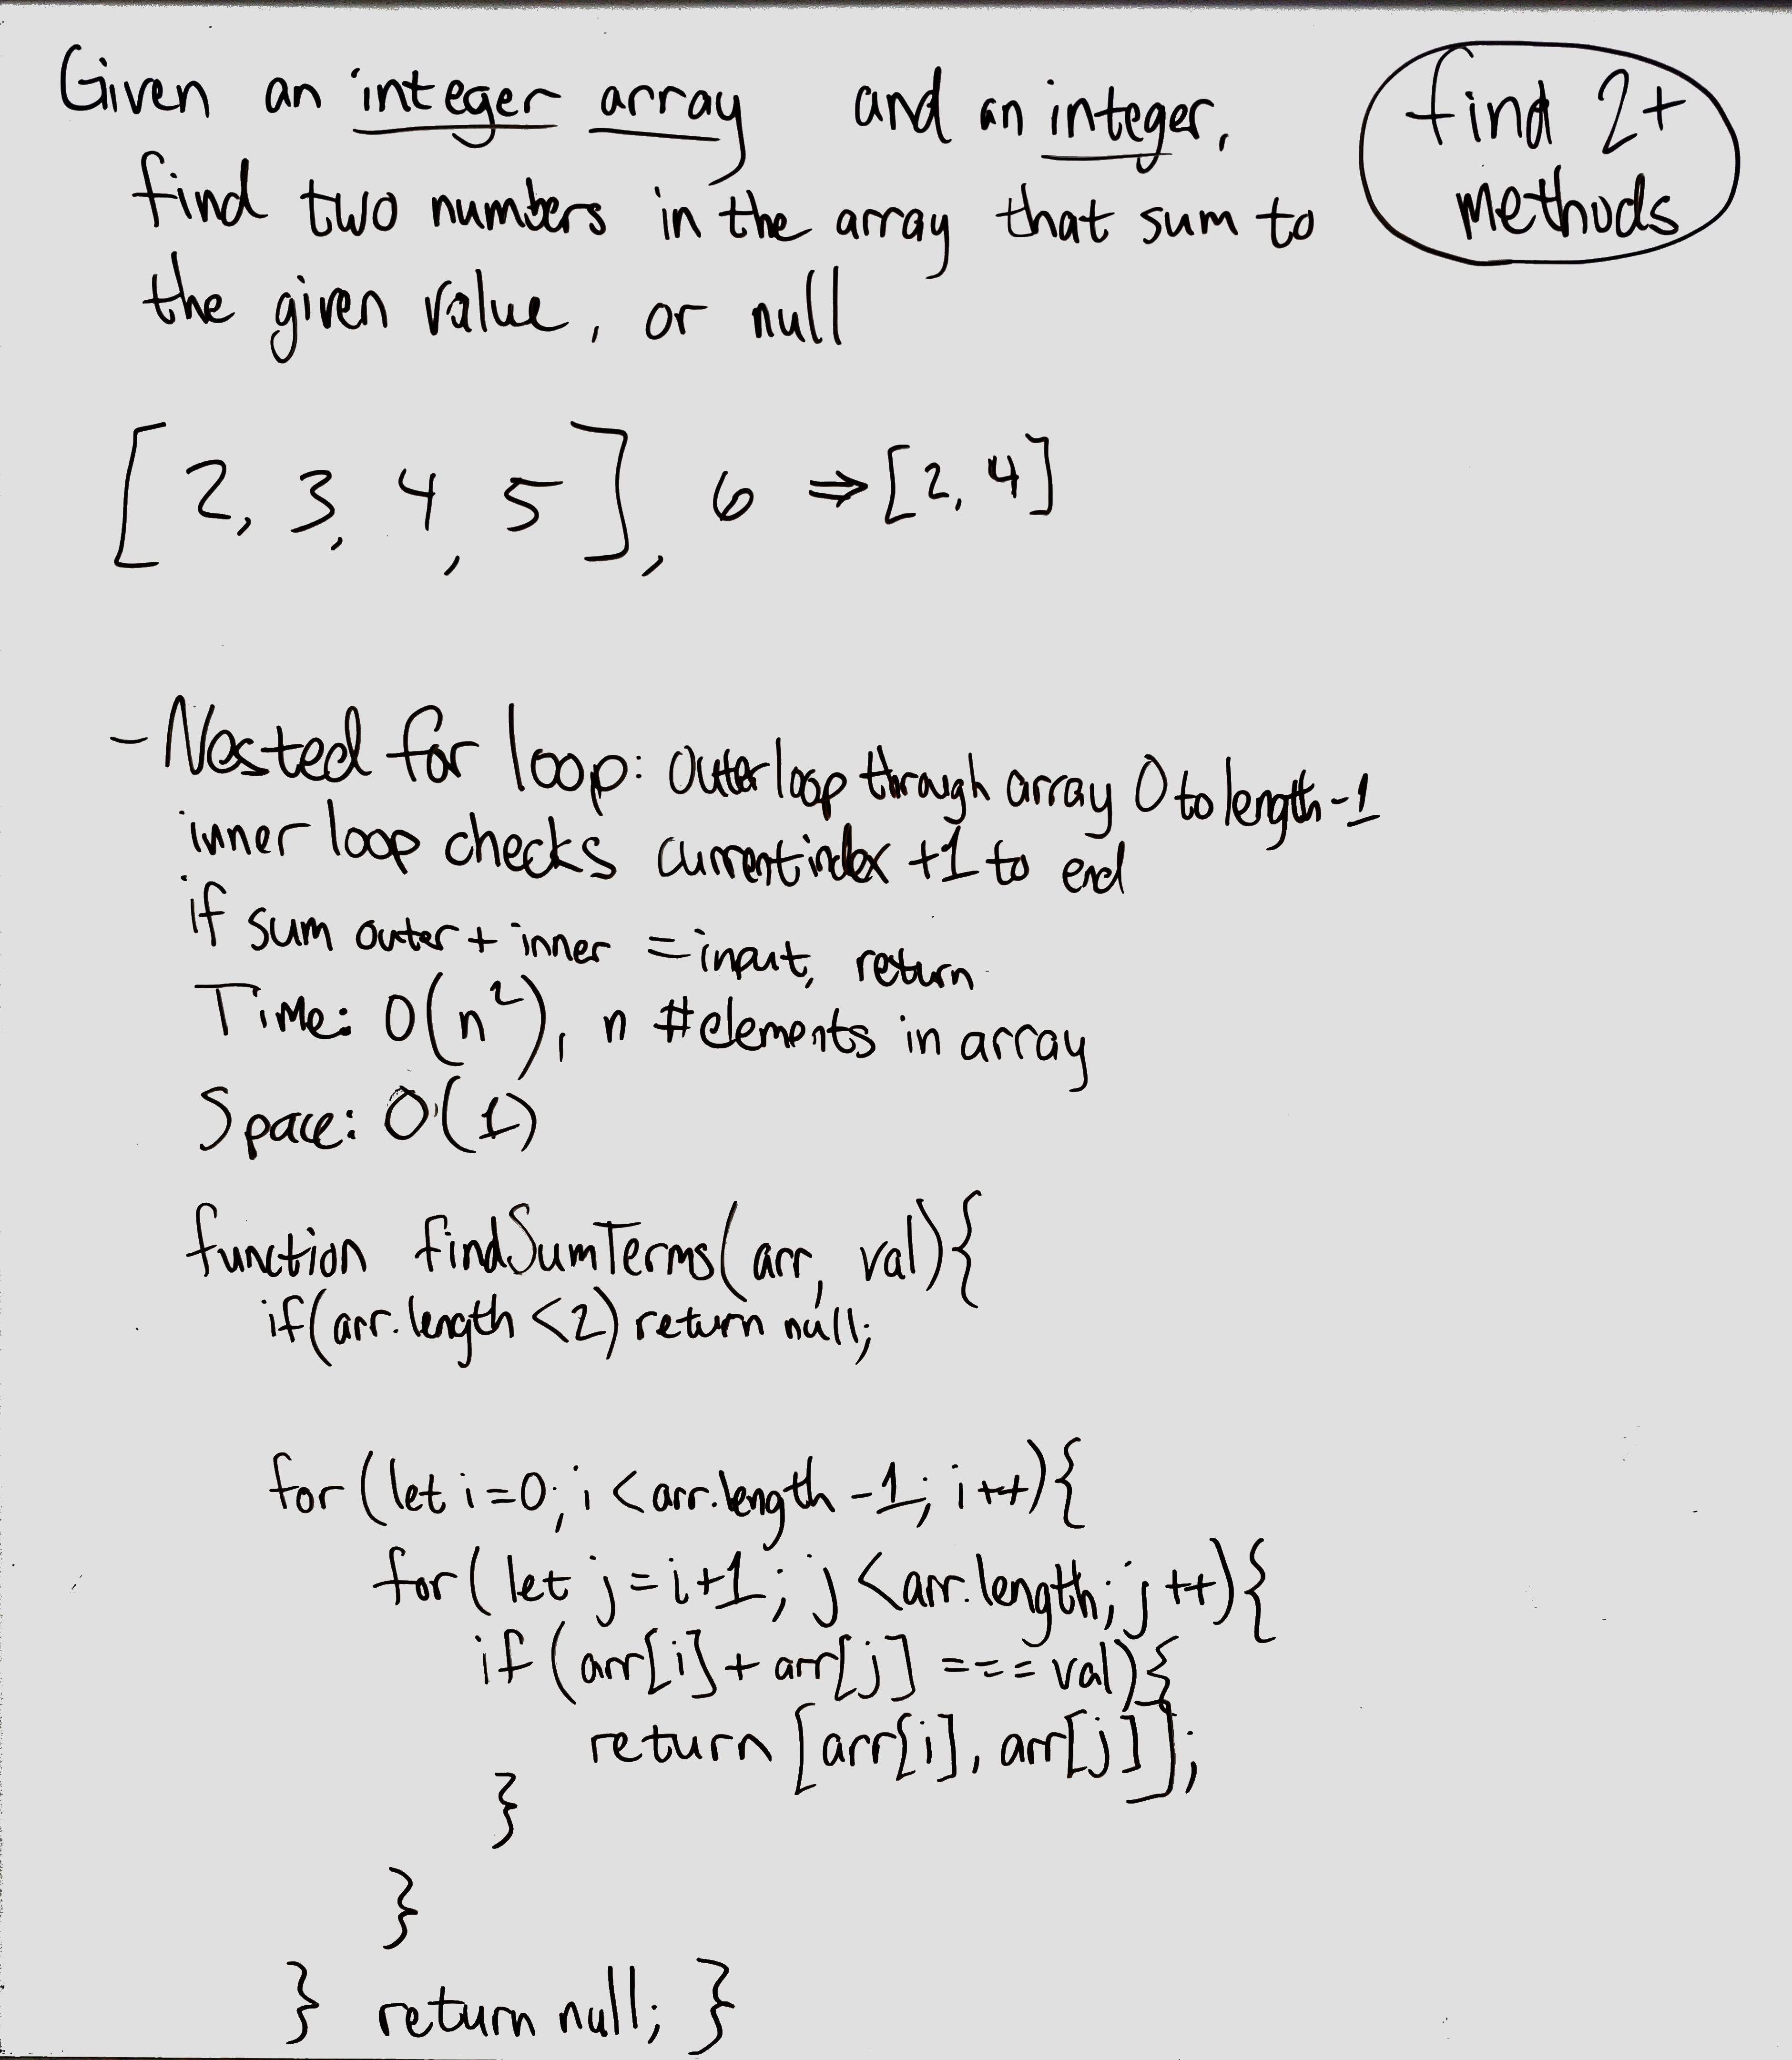 Given an integer array and an integer,
find two numbers in the array that sum to
the given value, or null
find 2+
methods
[2, 3, 4, 5], 6 ⇒ [2, 4]
- Nested for loop: outter loop through array 0 to length-1
inner loop checks current index +1 to end
if sum outer + inner = input, return
Time: O(n²), n #elements in array
Space: O(1)
function findSumTerms(arr, val){
if(arr.length <2) return null;
for (let i=0; i < arr.length -1; i++){
for (let j=i+1; j <arr.length; j++){
if (arr[i] + arr[j] === val){
return [arr[i], arr[j]];
}
}
} return null; }